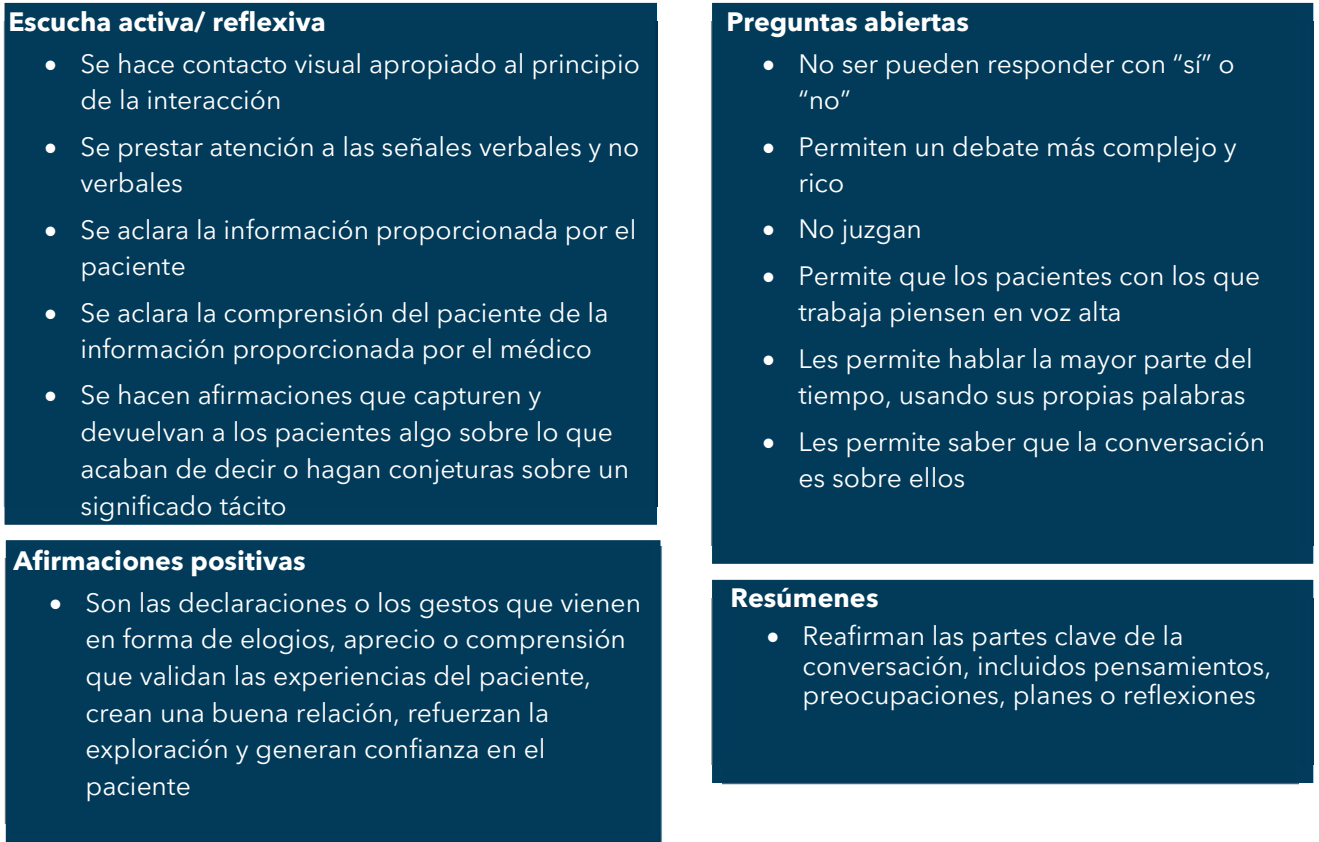 Escucha activa/ reflexiva
• Se hace contacto visual apropiado al principio
de la interacción
• Se prestar atención a las señales verbales y no
verbales
• Se aclara la información proporcionada por el
paciente
• Se aclara la comprensión del paciente de la
información proporcionada por el médico
• Se hacen afirmaciones que capturen y
devuelvan a los pacientes algo sobre lo que
acaban de decir o hagan conjeturas sobre un
significado tácito
Preguntas abiertas
• No ser pueden responder con “sí” o
“no”
• Permiten un debate más complejo y
rico
• No juzgan
• Permite que los pacientes con los que
trabaja piensen en voz alta
• Les permite hablar la mayor parte del
tiempo, usando sus propias palabras
• Les permite saber que la conversación
es sobre ellos
Afirmaciones positivas
• Son las declaraciones o los gestos que vienen
en forma de elogios, aprecio o comprensión
que validan las experiencias del paciente,
crean una buena relación, refuerzan la
exploración y generan confianza en el
paciente
Resúmenes
• Reafirman las partes clave de la
conversación, incluidos pensamientos,
preocupaciones, planes o reflexiones